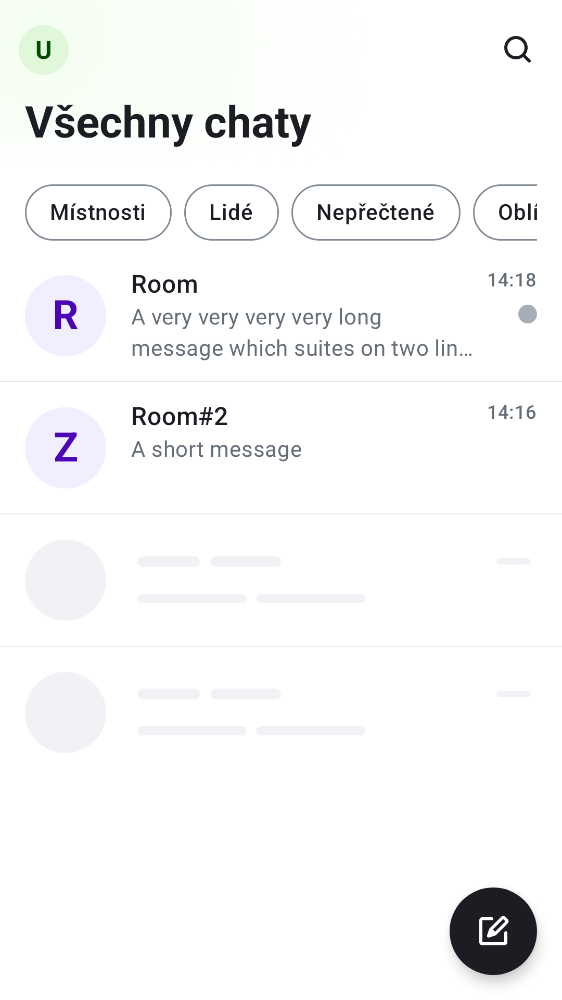 U
Všechny chaty
Místnosti
Lidé
Nepřečtené
Oblí
R
Room
14:18
A very very very very long
message which suites on two lin…
Z
Room#2
14:16
A short message